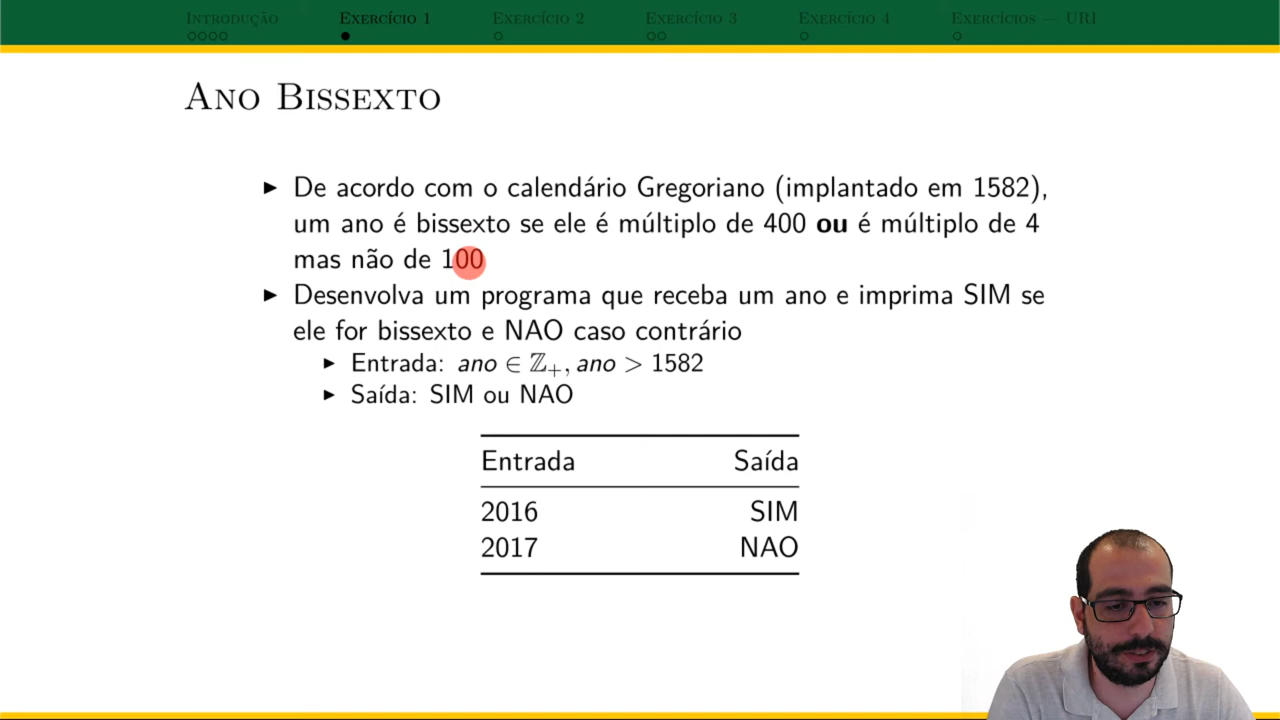 Introdução Exercício 1 Exercício 2 Exercício 3 Exercício 4 Exercícios — URI
Ano Bissexto
► De acordo com o calendário Gregoriano (implantado em 1582),
um ano é bissexto se ele é múltiplo de 400 ou é múltiplo de 4
mas não de 100
► Desenvolva um programa que receba um ano e imprima SIM se
ele for bissexto e NAO caso contrário
► Entrada: ano ∈ ℤ₊, ano > 1582
► Saída: SIM ou NAO
Entrada Saída
2016 SIM
2017 NAO